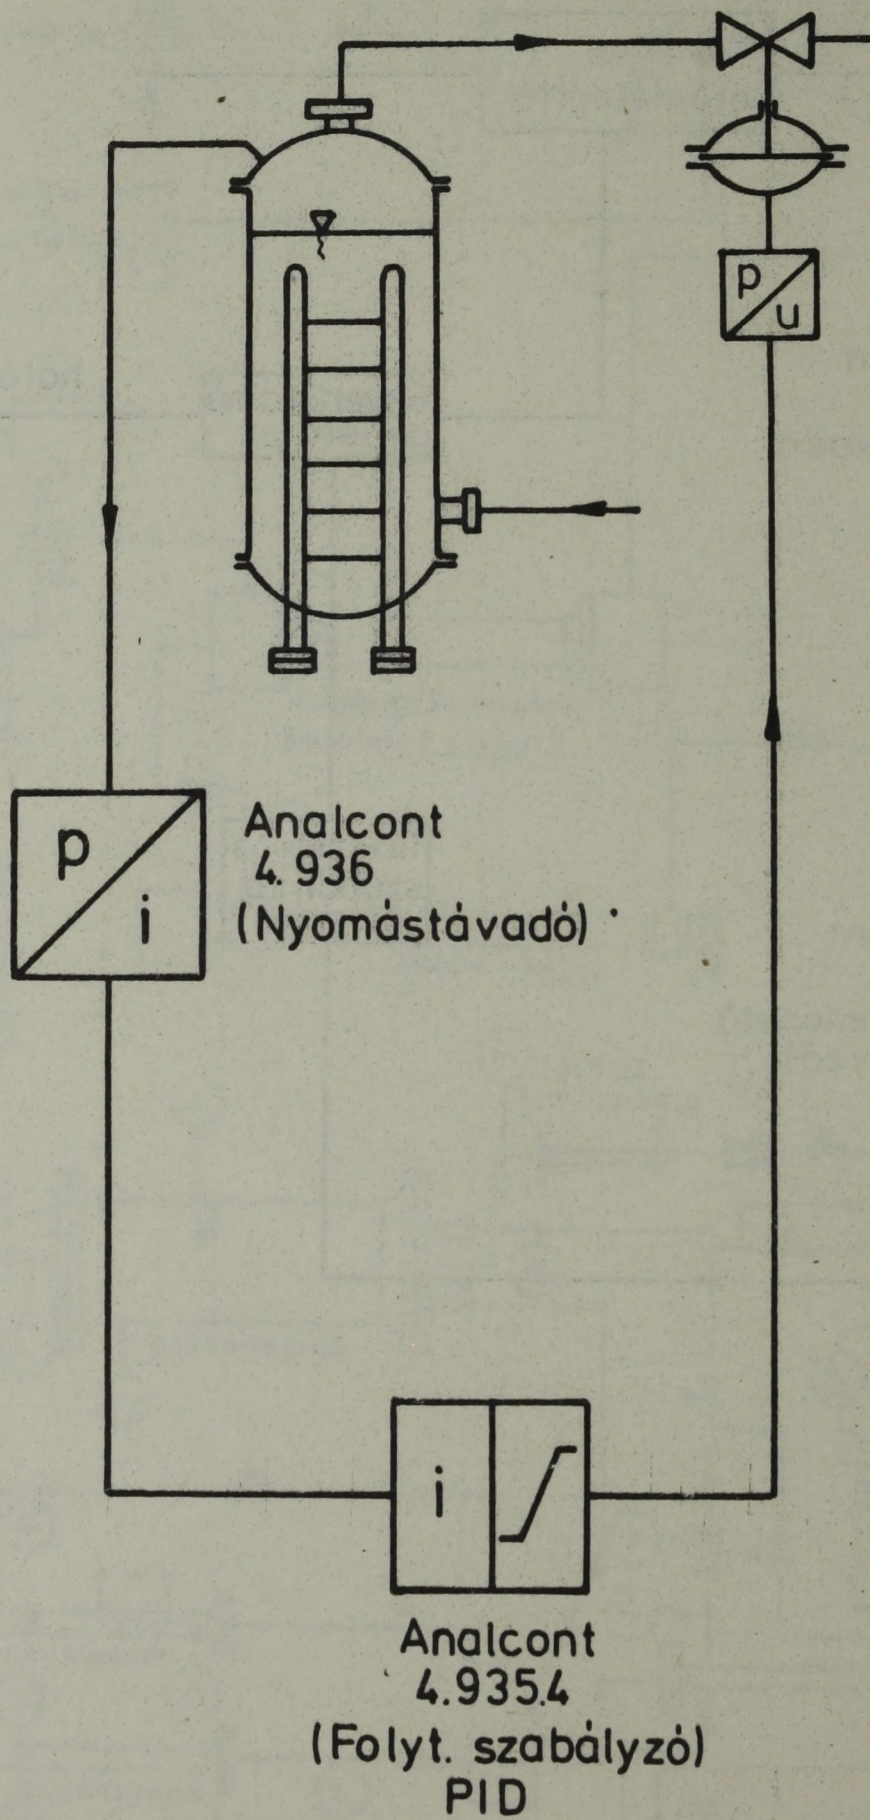 p
u
p
i
Analcont
4.936
(Nyomástávadó)
i
Analcont
4.935.4
(Folyt. szabályzó)
PID